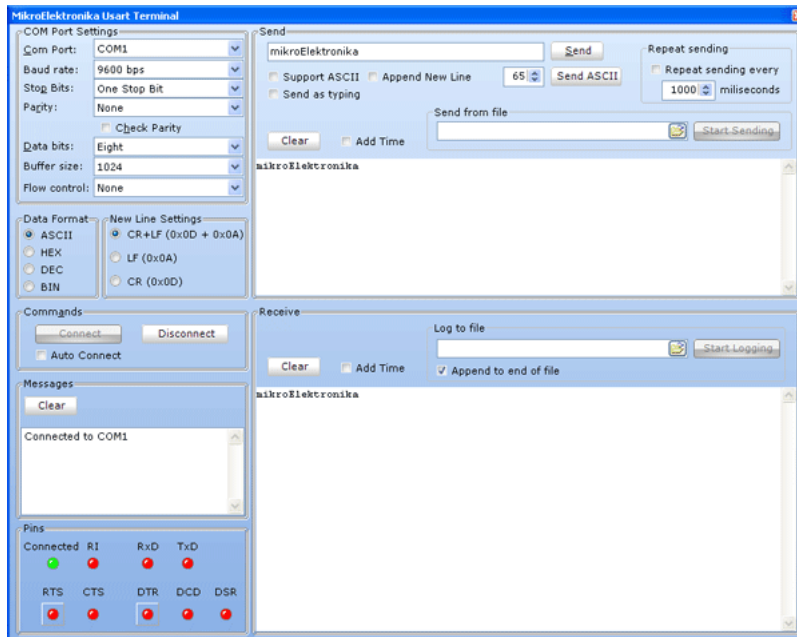 MikroElektronika Usart Terminal
COM Port Settings
Com Port: COM1
Baud rate: 9600 bps
Stop Bits: One Stop Bit
Parity: None
Check Parity
Data bits: Eight
Buffer size: 1024
Flow control: None
Data Format
ASCII
HEX
DEC
BIN
New Line Settings
CR+LF (0x0D + 0x0A)
LF (0x0A)
CR (0x0D)
Commands
Connect Disconnect
Auto Connect
Messages
Clear
Connected to COM1
Pins
Connected RI RxD TxD
RTS CTS DTR DCD DSR
Send
mikroElektronika Send
Support ASCII Append New Line 65 Send ASCII
Send as typing
Repeat sending
Repeat sending every
1000 miliseconds
Send from file
Start Sending
Clear Add Time
mikroElektronika
Receive
Log to file
Start Logging
Clear Add Time Append to end of file
mikroElektronika